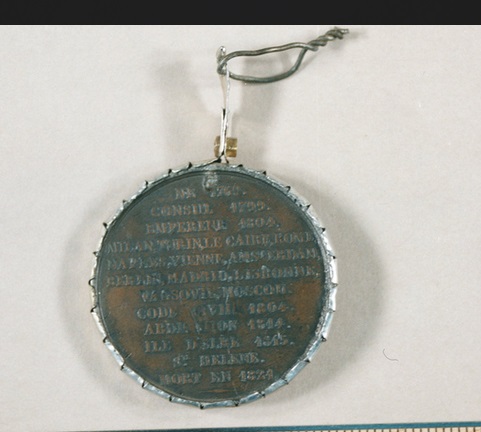 NÉ 1769.
CONSUL 1799.
EMPEREUR 1804.
MILAN,TURIN,LE CAIRE,ROME
NAPLES,VIENNE,AMSTERDAM,
BERLIN,MADRID,LISBONNE,
VARSOVIE,MOSCOU.
CODE CIVIL 1804.
ABDICATION 1814.
ILE D'ELBE 1815.
STE HELENE.
MORT EN 1821.